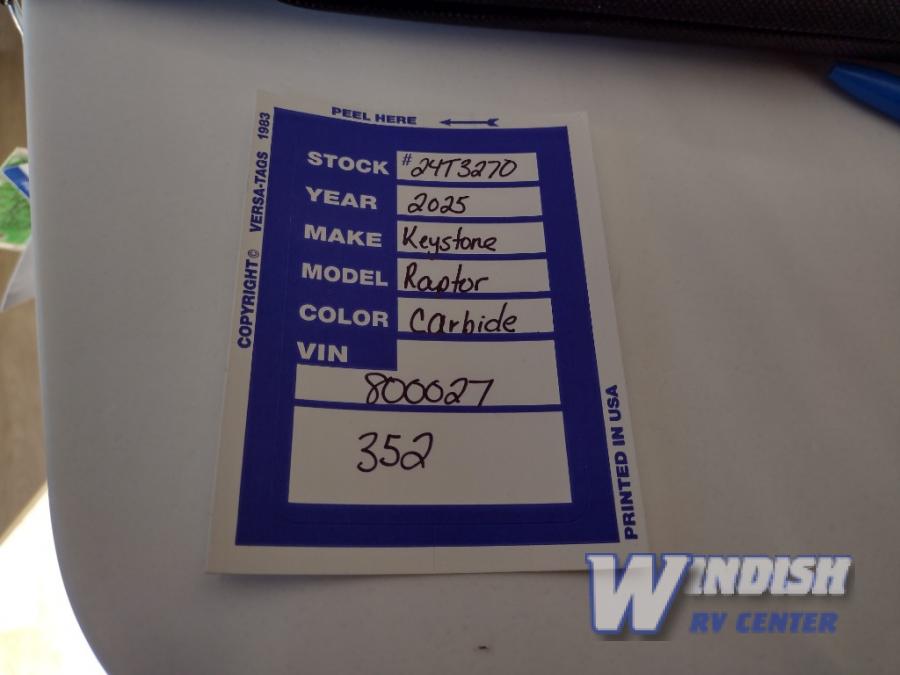 PEEL HERE
COPYRIGHT © VERSA-TAGS 1983
STOCK #24T3270
YEAR 2025
MAKE Keystone
MODEL Raptor
COLOR Carbide
VIN
800027
352
PRINTED IN USA
WINDISH
RV CENTER